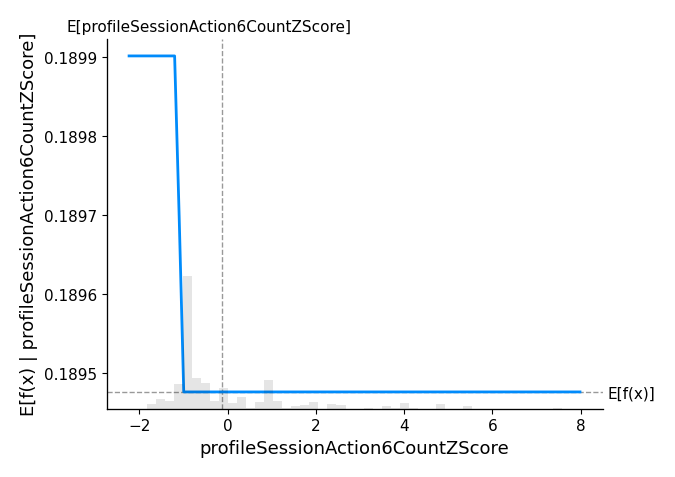 E[profileSessionAction6CountZScore]
E[f(x) | profileSessionAction6CountZScore]
0.1899
0.1898
0.1897
0.1896
0.1895
E[f(x)]
−2 0 2 4 6 8
profileSessionAction6CountZScore